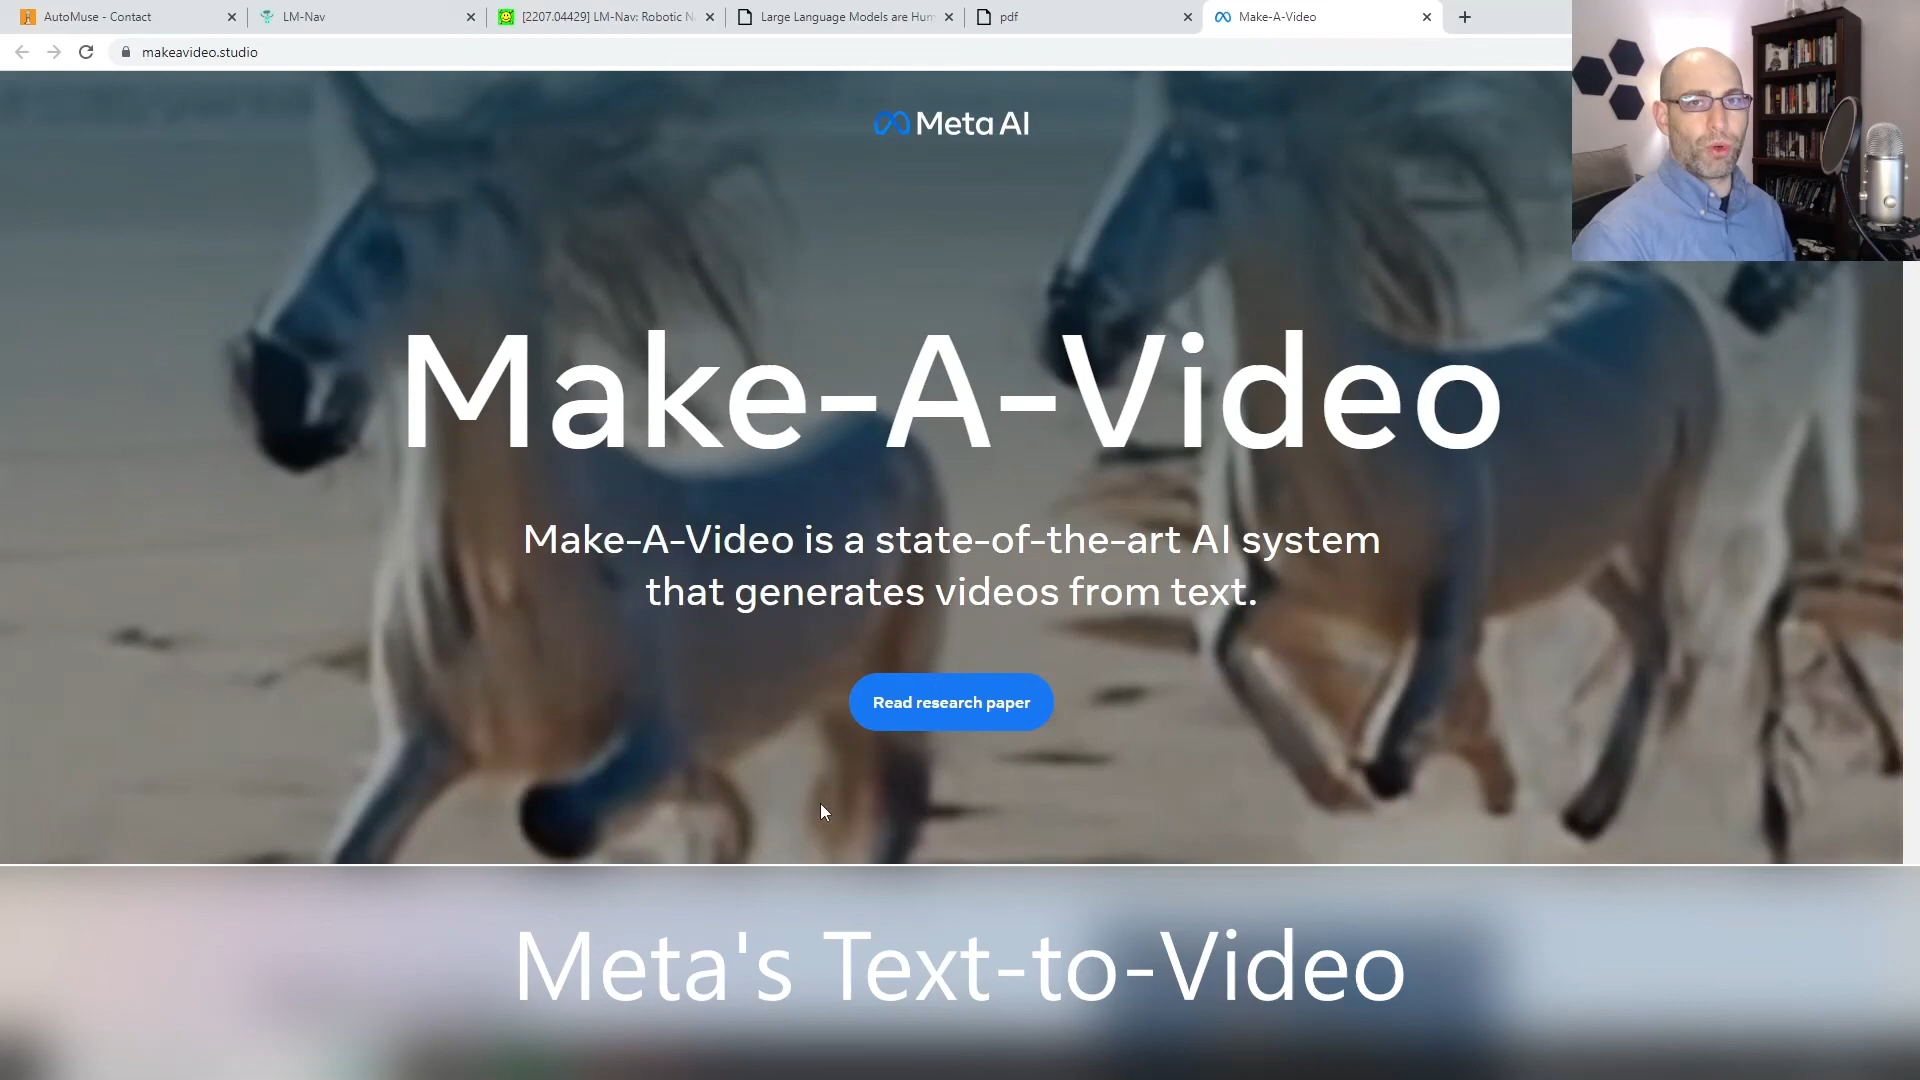 AutoMuse - Contact
LM-Nav
[2207.04429] LM-Nav: Robotic N
Large Language Models are Hum
pdf
Make-A-Video
makeavideo.studio
Meta AI
Make-A-Video
Make-A-Video is a state-of-the-art AI system
that generates videos from text.
Read research paper
Meta's Text-to-Video